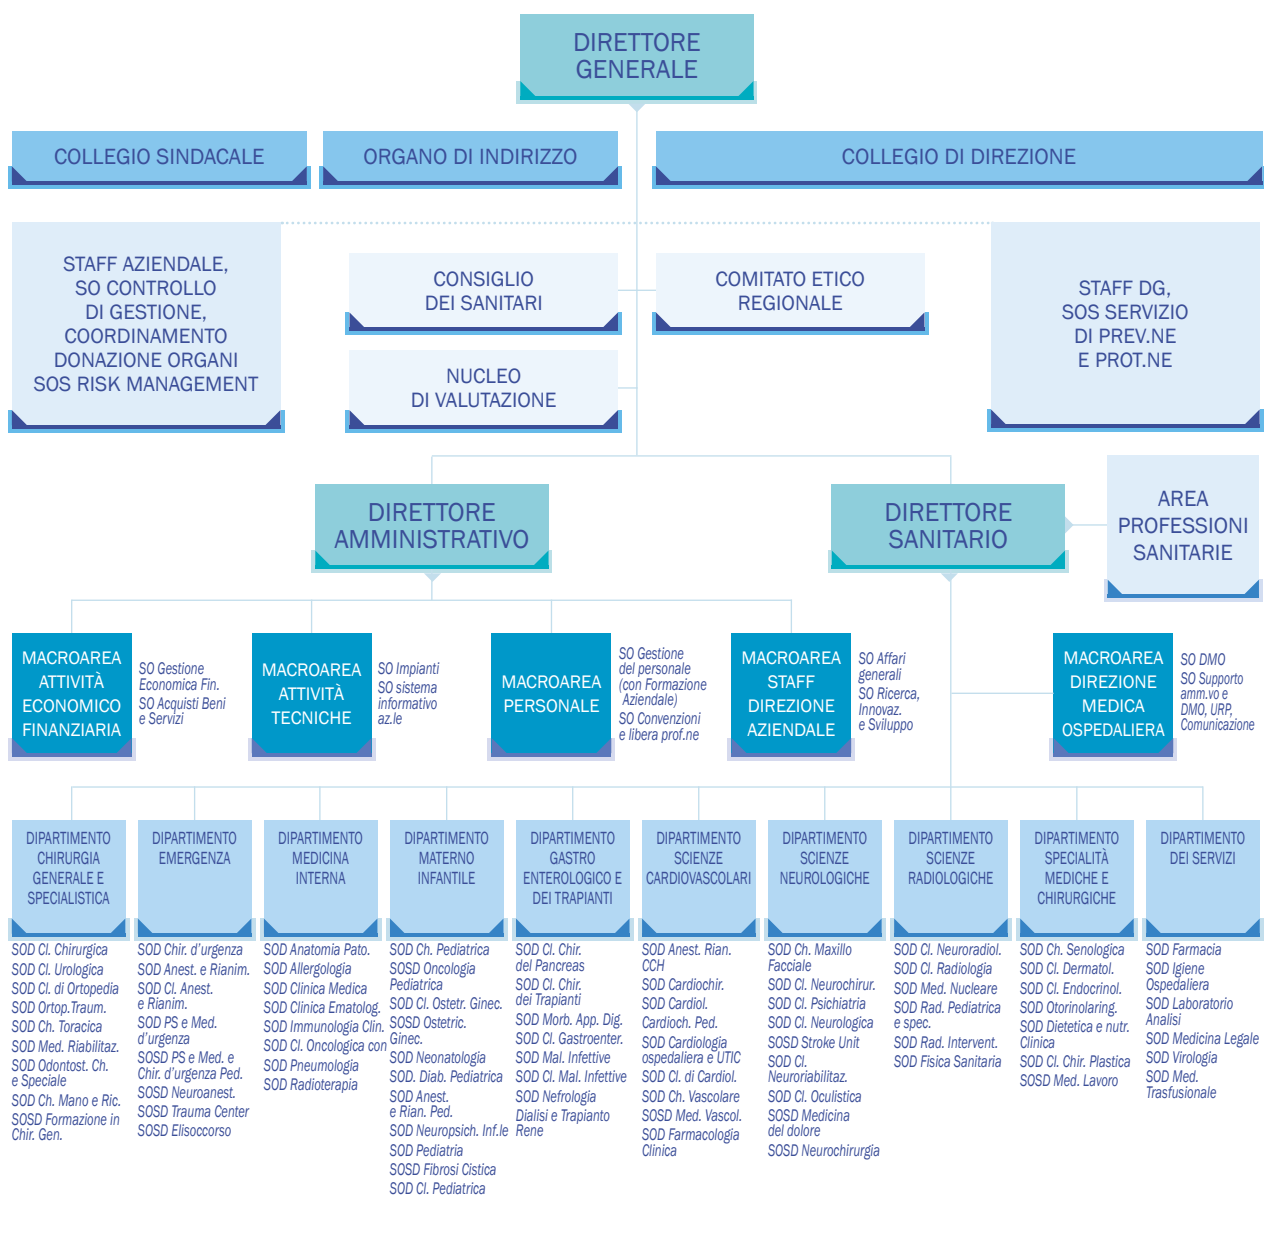 DIRETTORE
GENERALE
COLLEGIO SINDACALE
ORGANO DI INDIRIZZO
COLLEGIO DI DIREZIONE
STAFF AZIENDALE,
SO CONTROLLO
DI GESTIONE,
COORDINAMENTO
DONAZIONE ORGANI
SOS RISK MANAGEMENT
CONSIGLIO
DEI SANITARI
COMITATO ETICO
REGIONALE
NUCLEO
DI VALUTAZIONE
STAFF DG,
SOS SERVIZIO
DI PREV.NE
E PROT.NE
DIRETTORE
AMMINISTRATIVO
DIRETTORE
SANITARIO
AREA
PROFESSIONI
SANITARIE
MACROAREA
ATTIVITÀ
ECONOMICO
FINANZIARIA
SO Gestione
Economica Fin.
SO Acquisti Beni
e Servizi
MACROAREA
ATTIVITÀ
TECNICHE
SO Impianti
SO sistema
informativo
az.le
MACROAREA
PERSONALE
SO Gestione
del personale
(con Formazione
Aziendale)
SO Convenzioni
e libera prof.ne
MACROAREA
STAFF
DIREZIONE
AZIENDALE
SO Affari
generali
SO Ricerca,
Innovaz.
e Sviluppo
MACROAREA
DIREZIONE
MEDICA
OSPEDALIERA
SO DMO
SO Supporto
amm.vo e
DMO, URP,
Comunicazione
DIPARTIMENTO
CHIRURGIA
GENERALE E
SPECIALISTICA
SOD Cl. Chirurgica
SOD Cl. Urologica
SOD Cl. di Ortopedia
SOD Ortop.Traum.
SOD Ch. Toracica
SOD Med. Riabilitaz.
SOD Odontost. Ch.
e Speciale
SOD Ch. Mano e Ric.
SOSD Formazione in
Chir. Gen.
DIPARTIMENTO
EMERGENZA
SOD Chir. d’urgenza
SOD Anest. e Rianim.
SOD Cl. Anest.
e Rianim.
SOD PS e Med.
d’urgenza
SOSD PS e Med. e
Chir. d’urgenza Ped.
SOSD Neuroanest.
SOSD Trauma Center
SOSD Elisoccorso
DIPARTIMENTO
MEDICINA
INTERNA
SOD Anatomia Pato.
SOD Allergologia
SOD Clinica Medica
SOD Clinica Ematolog.
SOD Immunologia Clin.
SOD Cl. Oncologica con
SOD Pneumologia
SOD Radioterapia
DIPARTIMENTO
MATERNO
INFANTILE
SOD Ch. Pediatrica
SOSD Oncologia
Pediatrica
SOD Cl. Ostetr. Ginec.
SOSD Ostetric.
Ginec.
SOD Neonatologia
SOD. Diab. Pediatrica
SOD Anest.
e Rian. Ped.
SOD Neuropsich. Inf.le
SOD Pediatria
SOSD Fibrosi Cistica
SOD Cl. Pediatrica
DIPARTIMENTO
GASTRO
ENTEROLOGICO E
DEI TRAPIANTI
SOD Cl. Chir.
del Pancreas
SOD Cl. Chir.
dei Trapianti
SOD Morb. App. Dig.
SOD Cl. Gastroenter.
SOD Mal. Infettive
SOD Cl. Mal. Infettive
SOD Nefrologia
Dialisi e Trapianto
Rene
DIPARTIMENTO
SCIENZE
CARDIOVASCOLARI
SOD Anest. Rian.
CCH
SOD Cardiochir.
SOD Cardiol.
Cardioch. Ped.
SOD Cardiologia
ospedaliera e UTIC
SOD Cl. di Cardiol.
SOD Ch. Vascolare
SOSD Med. Vascol.
SOD Farmacologia
Clinica
DIPARTIMENTO
SCIENZE
NEUROLOGICHE
SOD Ch. Maxillo
Facciale
SOD Cl. Neurochirur.
SOD Cl. Psichiatria
SOD Cl. Neurologica
SOSD Stroke Unit
SOD Cl.
Neuroriabilitaz.
SOD Cl. Oculistica
SOSD Medicina
del dolore
SOSD Neurochirurgia
DIPARTIMENTO
SCIENZE
RADIOLOGICHE
SOD Cl. Neuroradiol.
SOD Cl. Radiologia
SOD Med. Nucleare
SOD Rad. Pediatrica
e spec.
SOD Rad. Intervent.
SOD Fisica Sanitaria
DIPARTIMENTO
SPECIALITÀ
MEDICHE E
CHIRURGICHE
SOD Ch. Senologica
SOD Cl. Dermatol.
SOD Cl. Endocrinol.
SOD Otorinolaring.
SOD Dietetica e nutr.
Clinica
SOD Cl. Chir. Plastica
SOSD Med. Lavoro
DIPARTIMENTO
DEI SERVIZI
SOD Farmacia
SOD Igiene
Ospedaliera
SOD Laboratorio
Analisi
SOD Medicina Legale
SOD Virologia
SOD Med.
Trasfusionale